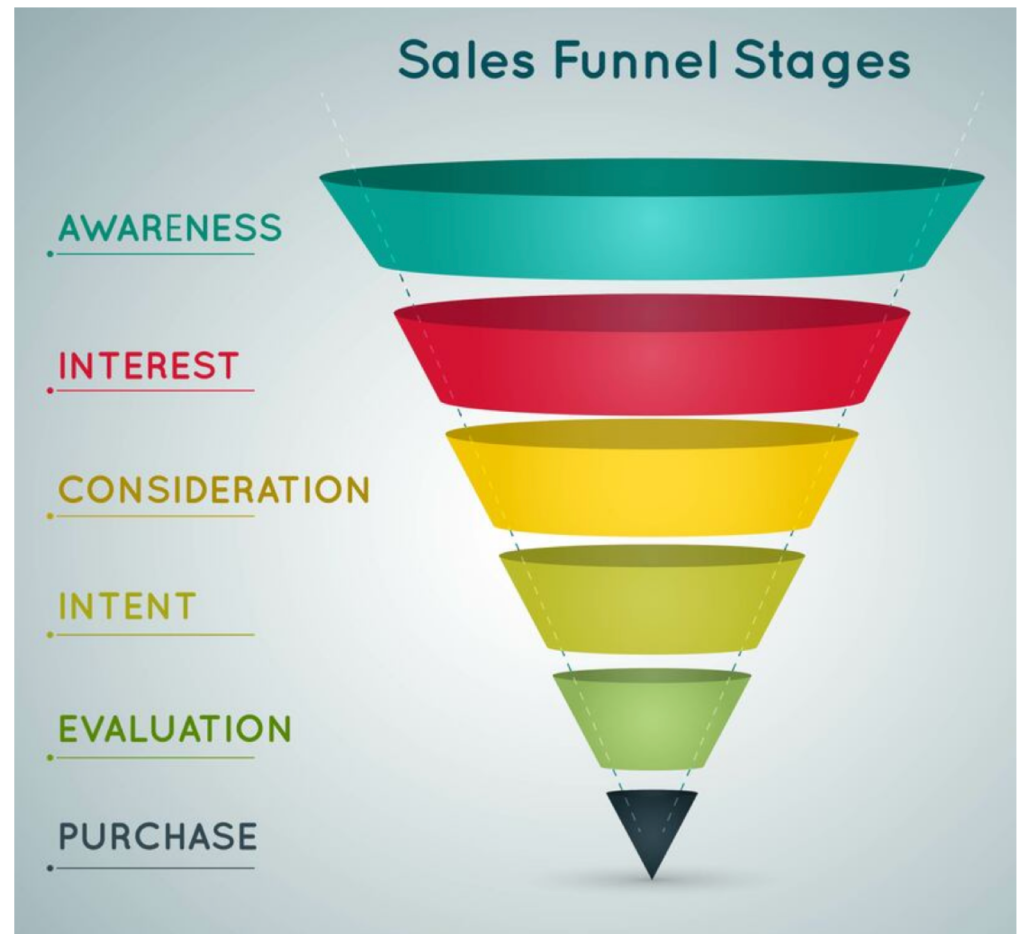 Sales Funnel Stages
AWARENESS
INTEREST
CONSIDERATION
INTENT
EVALUATION
PURCHASE